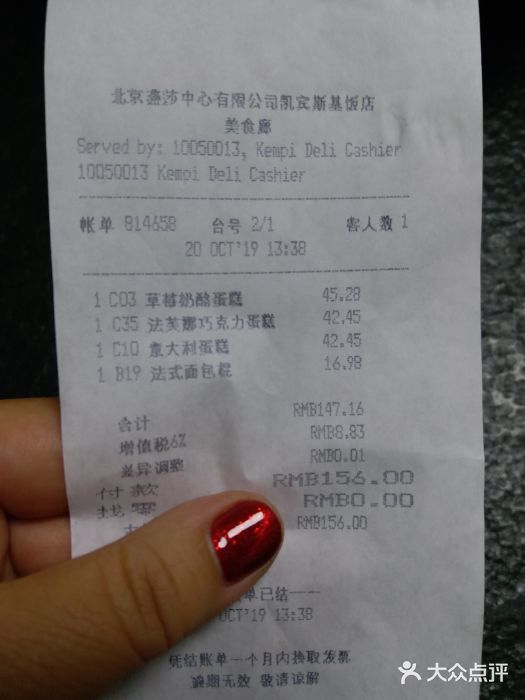 北京燕莎中心有限公司凯宾斯基饭店
美食廊
Served by: 10050013, Kempi Deli Cashier
10050013 Kempi Deli Cashier
帐单 814658 台号 2/1 客人数 1
20 OCT'19 13:38
1 C03 草莓奶酪蛋糕 45.28
1 C35 法芙娜巧克力蛋糕 42.45
1 C10 意大利蛋糕 42.45
1 B19 法式面包棍 16.98
合计 RMB147.16
增值税6% RMB8.83
差异调整 RMB0.01
付款 RMB156.00
找零 RMB0.00
RMB156.00
单已结----
OCT'19 13:38
凭结账单一个月内换取发票
逾期无效 敬请谅解
大众点评